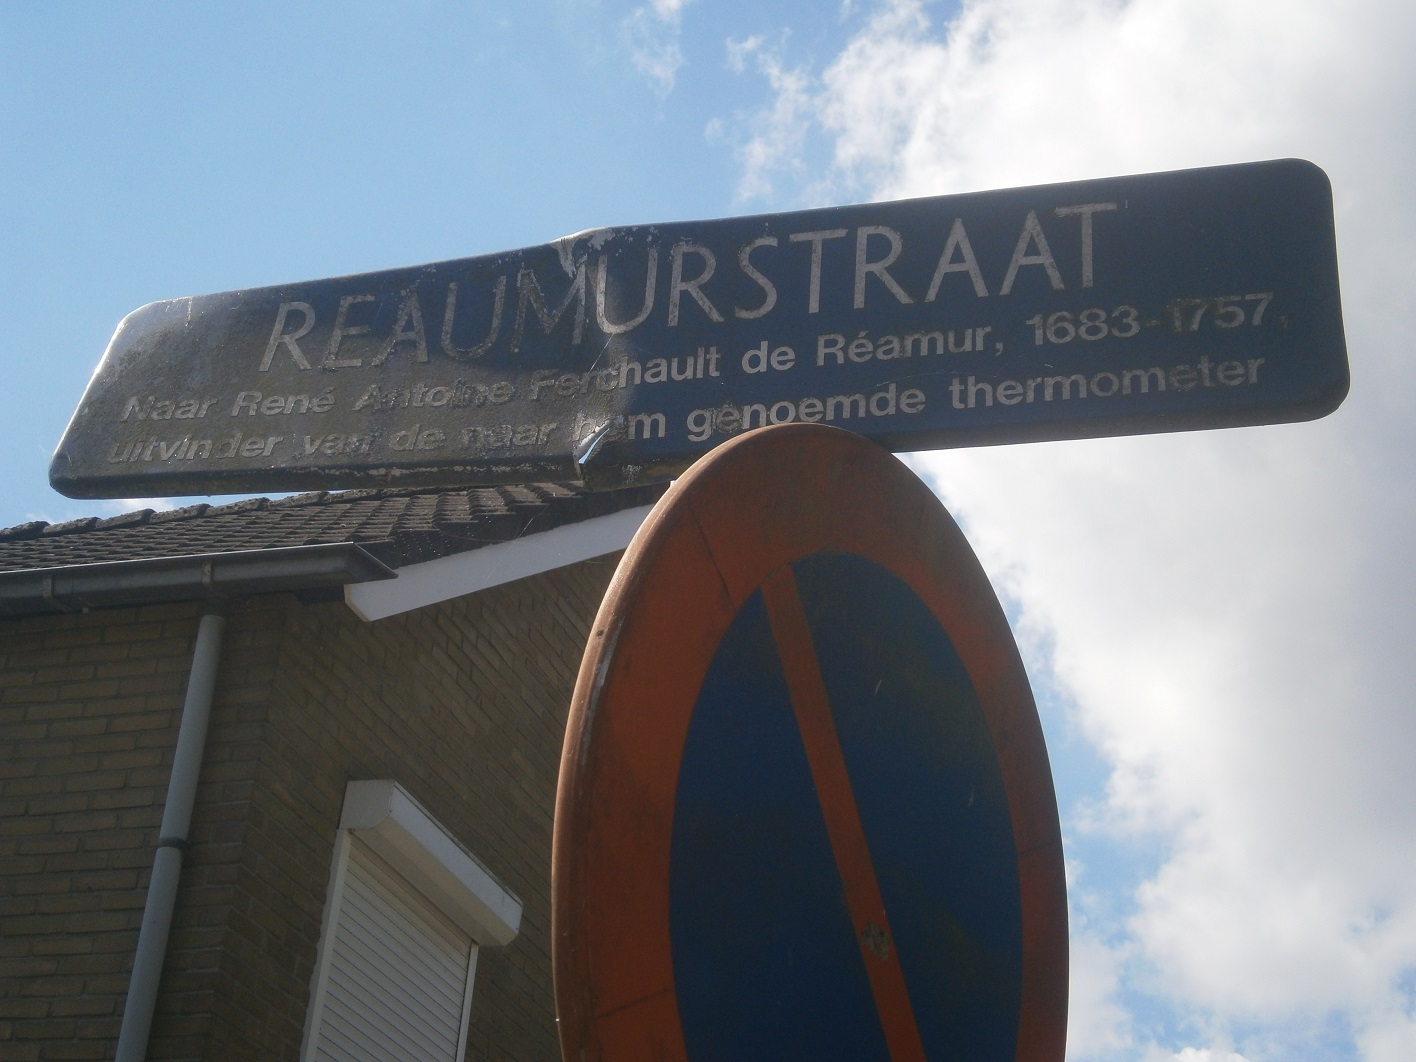 REAUMURSTRAAT
Naar René Antoine Ferchault de Réamur, 1683-1757,
uitvinder van de naar hem genoemde thermometer